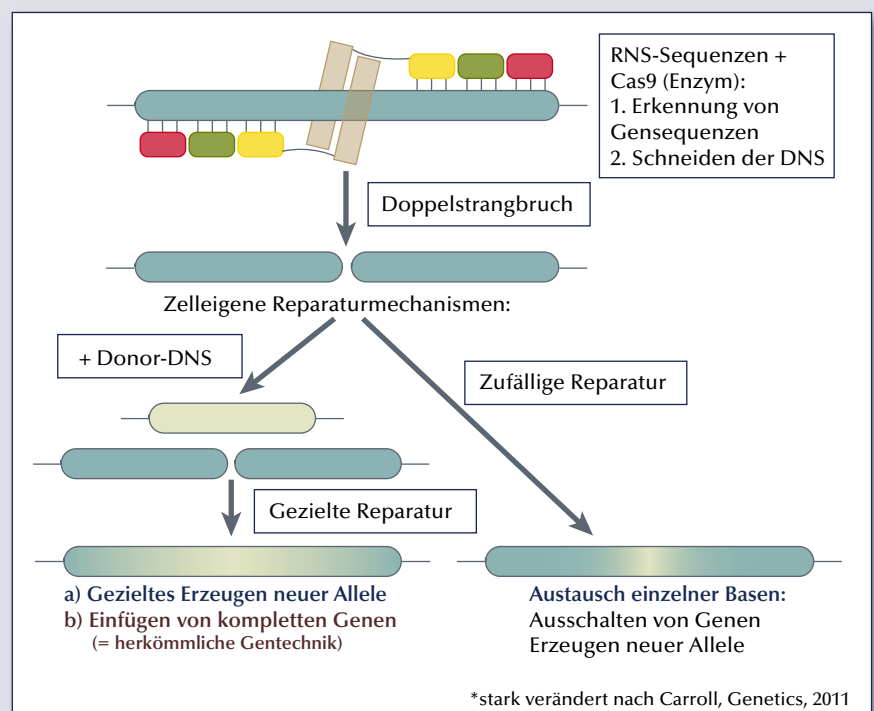 RNS-Sequenzen +
Cas9 (Enzym):
1. Erkennung von
Gensequenzen
2. Schneiden der DNS
Doppelstrangbruch
Zelleigene Reparaturmechanismen:
+ Donor-DNS
Zufällige Reparatur
Gezielte Reparatur
a) Gezieltes Erzeugen neuer Allele
b) Einfügen von kompletten Genen
(= herkömmliche Gentechnik)
Austausch einzelner Basen:
Ausschalten von Genen
Erzeugen neuer Allele
*stark verändert nach Carroll, Genetics, 2011